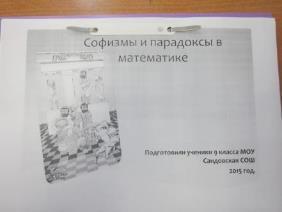 Софизмы и парадоксы в
математике
Подготовили ученики 9 класса МОУ
Сандовская СОШ
2015 год.